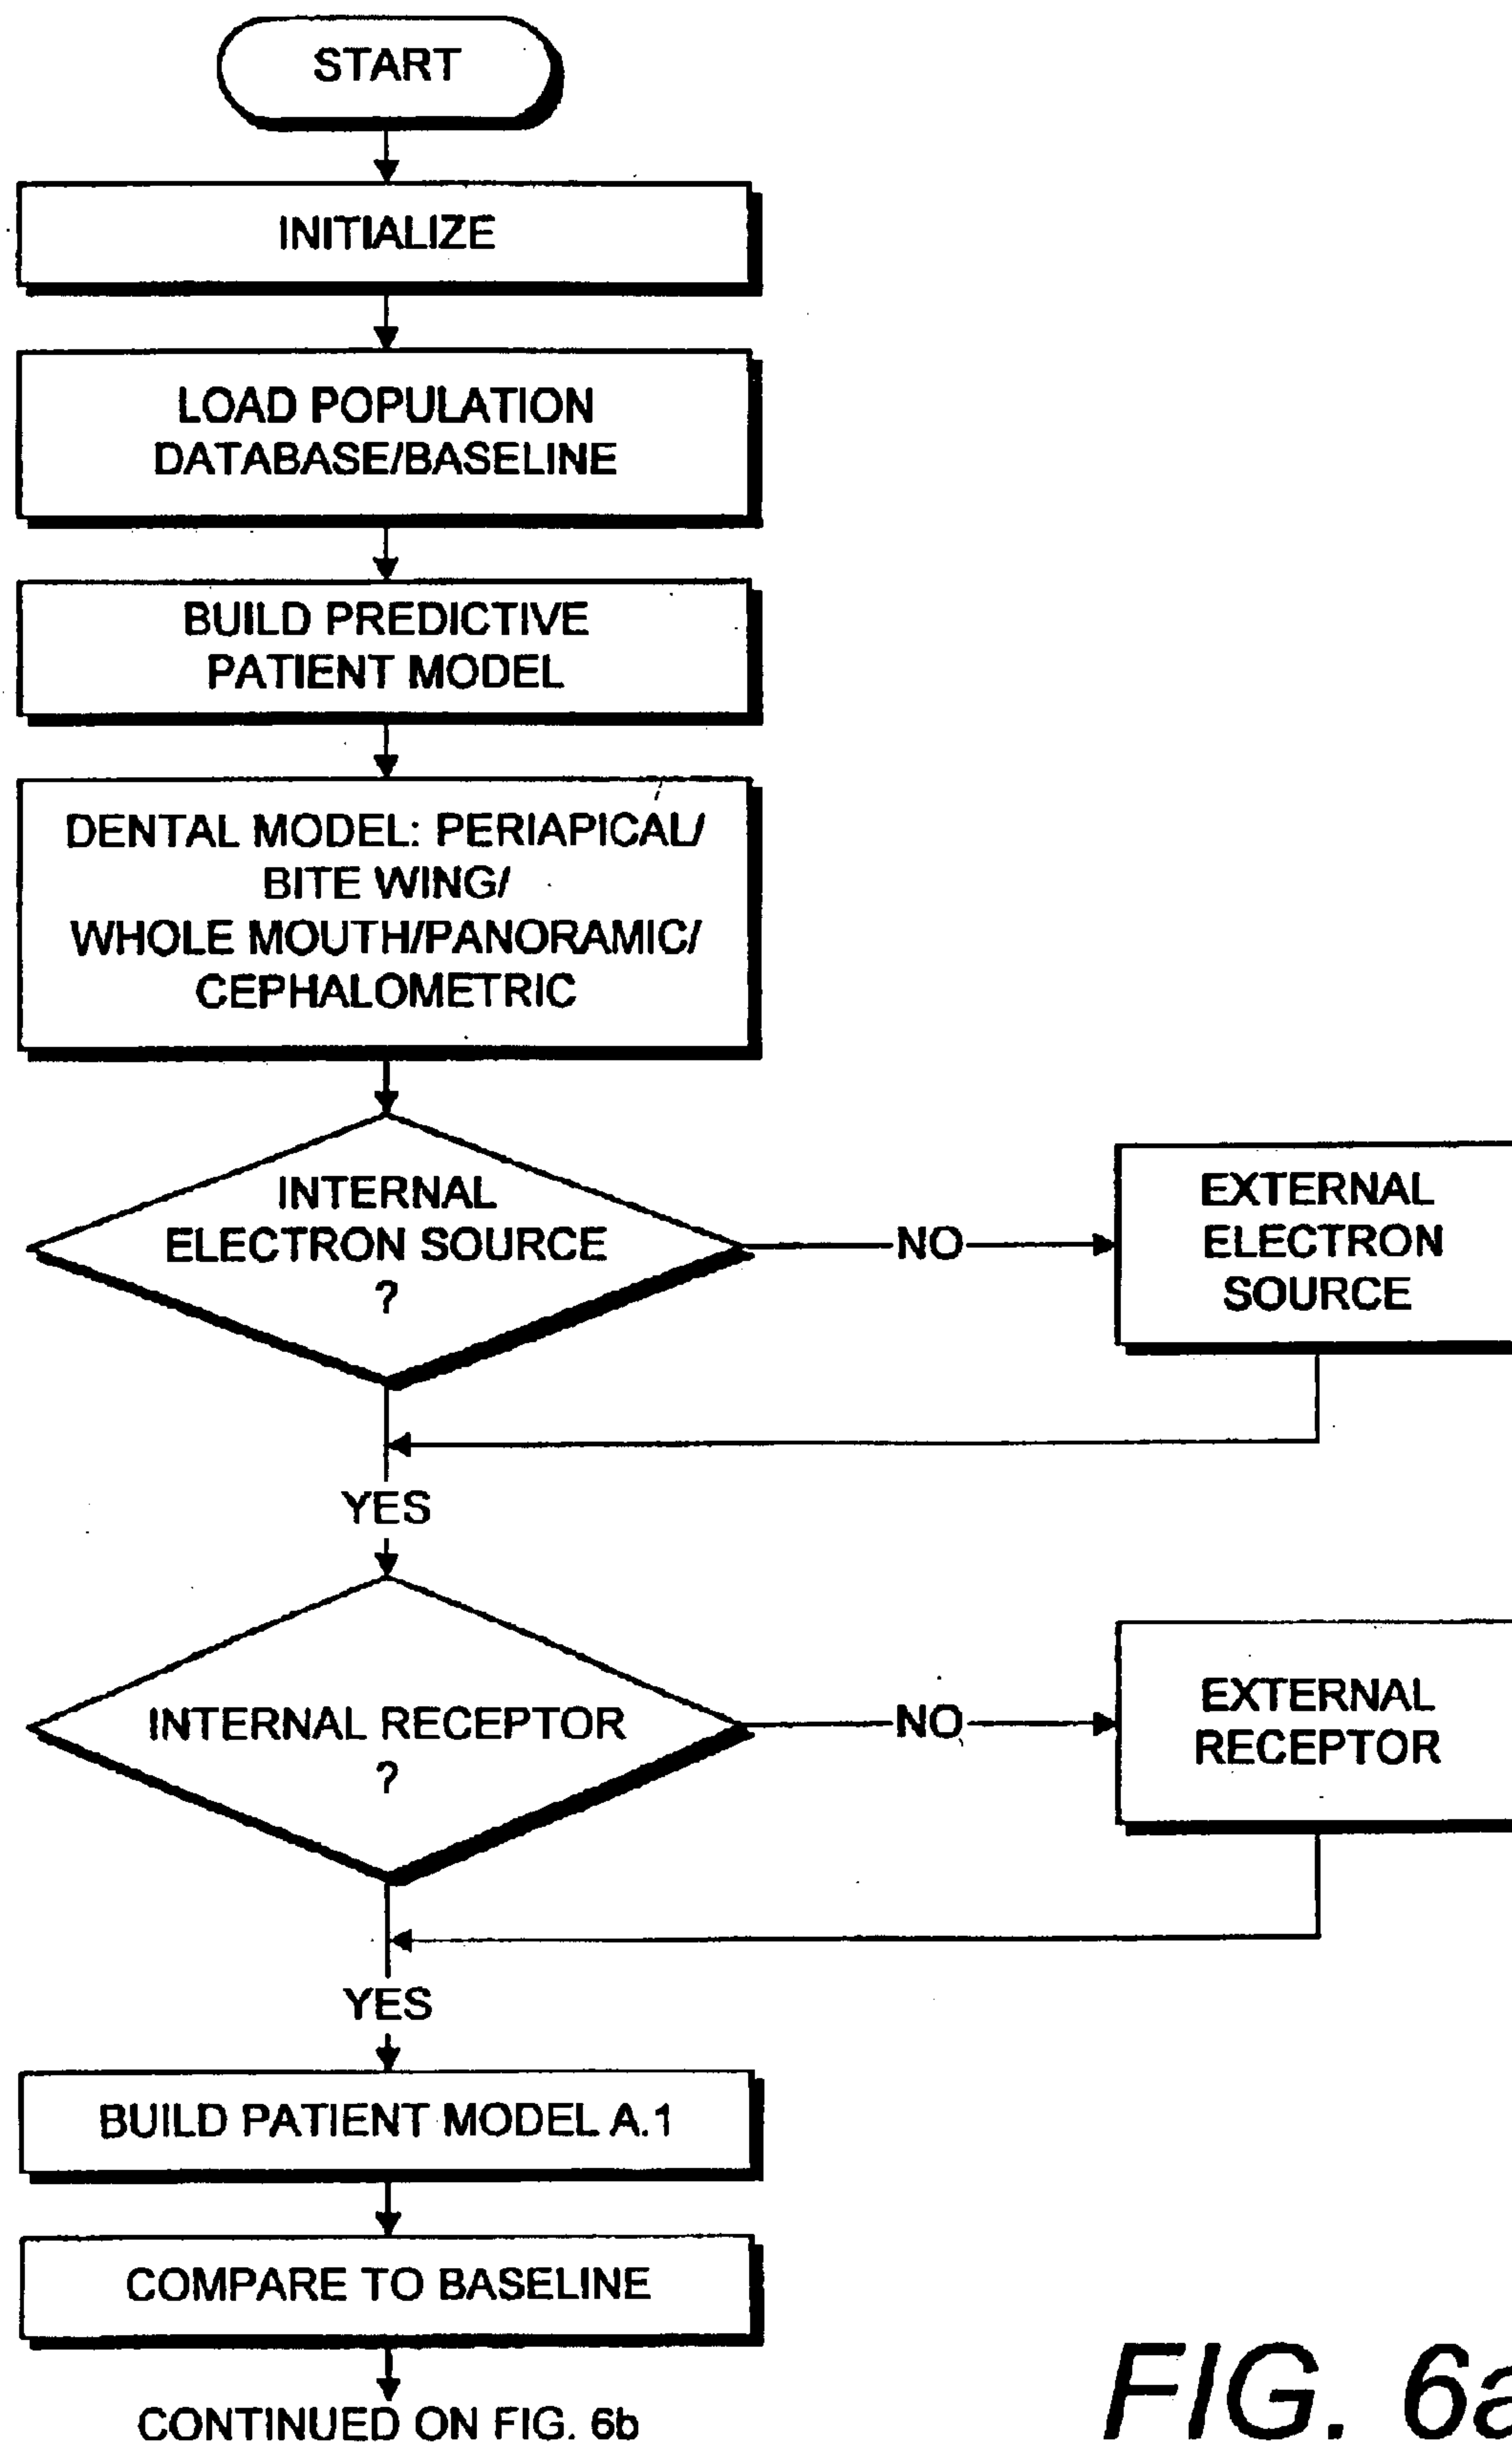 START
INITIALIZE
LOAD POPULATION
DATABASE/BASELINE
BUILD PREDICTIVE
PATIENT MODEL
DENTAL MODEL: PERIAPICAL/
BITE WING/
WHOLE MOUTH/PANORAMIC/
CEPHALOMETRIC
INTERNAL
ELECTRON SOURCE
?
NO
EXTERNAL
ELECTRON
SOURCE
YES
INTERNAL RECEPTOR
?
NO
EXTERNAL
RECEPTOR
YES
BUILD PATIENT MODEL A.1
COMPARE TO BASELINE
CONTINUED ON FIG. 6b
FIG. 6a